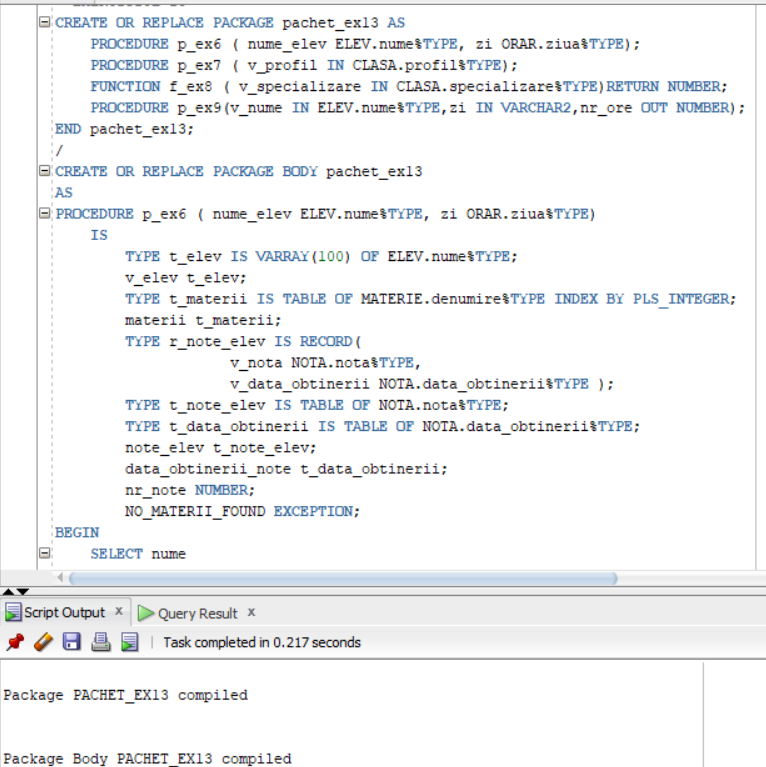 CREATE OR REPLACE PACKAGE pachet_ex13 AS
PROCEDURE p_ex6 ( nume_elev ELEV.nume%TYPE, zi ORAR.ziua%TYPE);
PROCEDURE p_ex7 ( v_profil IN CLASA.profil%TYPE);
FUNCTION f_ex8 ( v_specializare IN CLASA.specializare%TYPE)RETURN NUMBER;
PROCEDURE p_ex9(v_nume IN ELEV.nume%TYPE,zi IN VARCHAR2,nr_ore OUT NUMBER);
END pachet_ex13;
/
CREATE OR REPLACE PACKAGE BODY pachet_ex13
AS
PROCEDURE p_ex6 ( nume_elev ELEV.nume%TYPE, zi ORAR.ziua%TYPE)
IS
TYPE t_elev IS VARRAY(100) OF ELEV.nume%TYPE;
v_elev t_elev;
TYPE t_materii IS TABLE OF MATERIE.denumire%TYPE INDEX BY PLS_INTEGER;
materii t_materii;
TYPE r_note_elev IS RECORD(
v_nota NOTA.nota%TYPE,
v_data_obtinerii NOTA.data_obtinerii%TYPE );
TYPE t_note_elev IS TABLE OF NOTA.nota%TYPE;
TYPE t_data_obtinerii IS TABLE OF NOTA.data_obtinerii%TYPE;
note_elev t_note_elev;
data_obtinerii_note t_data_obtinerii;
nr_note NUMBER;
NO_MATERII_FOUND EXCEPTION;
BEGIN
SELECT nume
Script Output x Query Result x
Task completed in 0.217 seconds
Package PACHET_EX13 compiled
Package Body PACHET_EX13 compiled